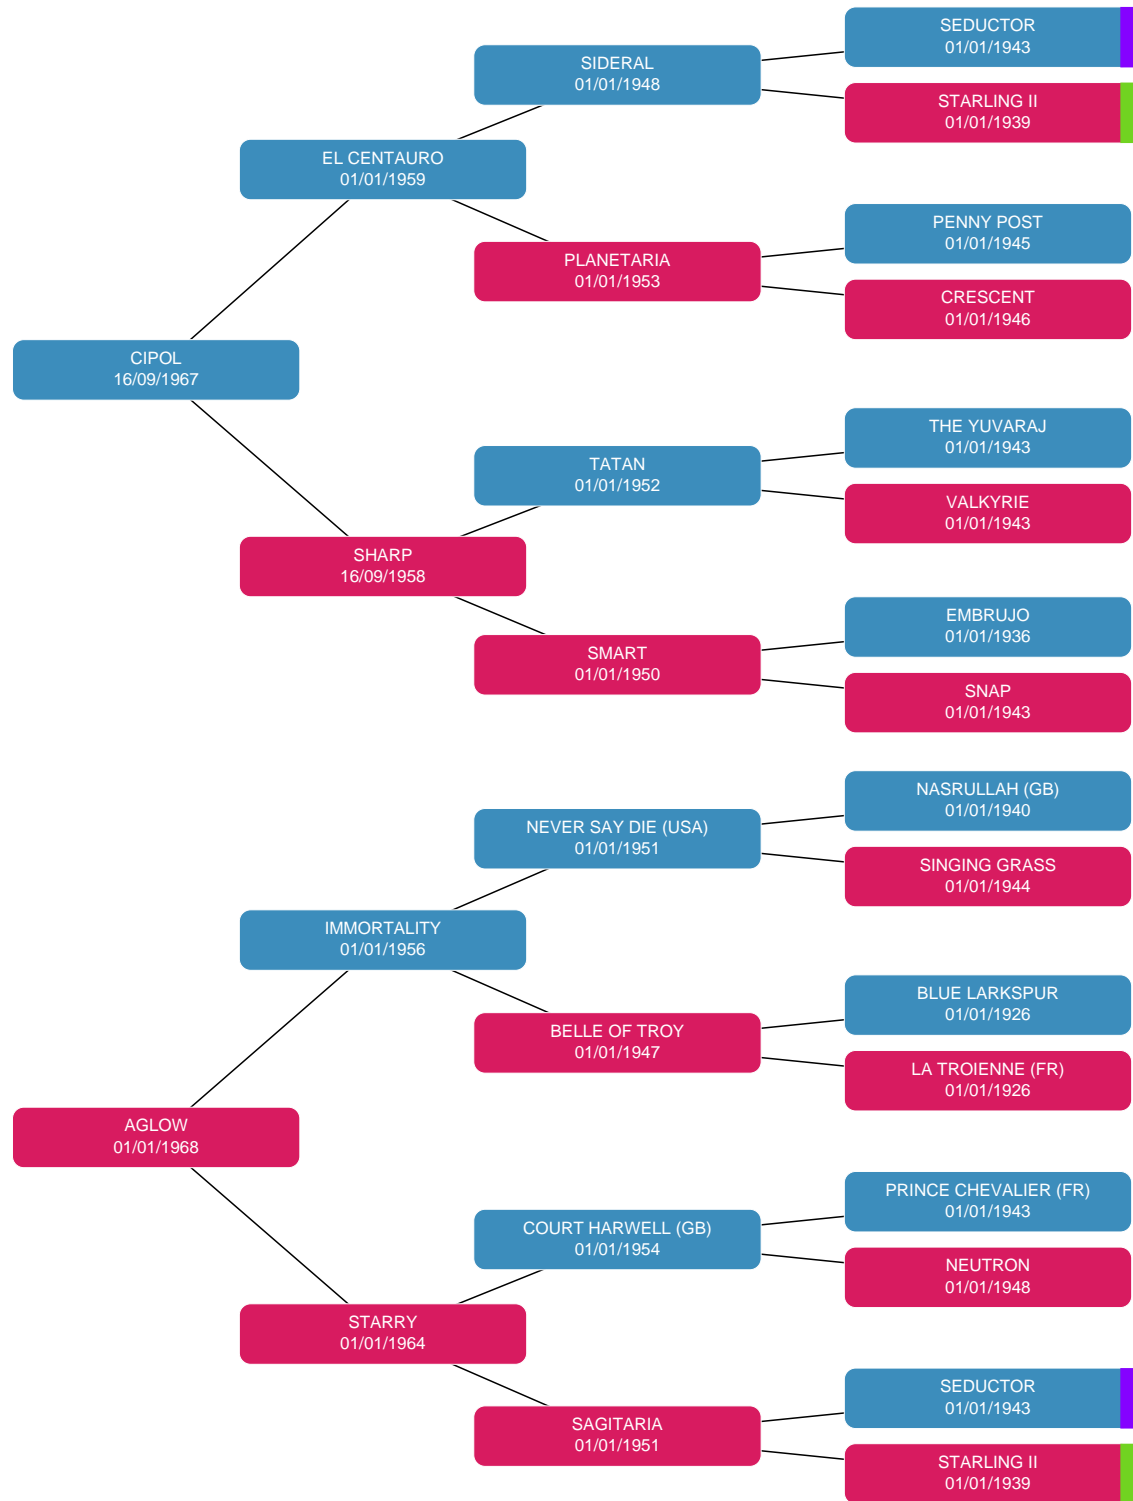 SEDUCTOR
01/01/1943
SIDERAL
01/01/1948
STARLING II
01/01/1939
EL CENTAURO
01/01/1959
PENNY POST
01/01/1945
PLANETARIA
01/01/1953
CRESCENT
01/01/1946
CIPOL
16/09/1967
THE YUVARAJ
01/01/1943
TATAN
01/01/1952
VALKYRIE
01/01/1943
SHARP
16/09/1958
EMBRUJO
01/01/1936
SMART
01/01/1950
SNAP
01/01/1943
NASRULLAH (GB)
01/01/1940
NEVER SAY DIE (USA)
01/01/1951
SINGING GRASS
01/01/1944
IMMORTALITY
01/01/1956
BLUE LARKSPUR
01/01/1926
BELLE OF TROY
01/01/1947
LA TROIENNE (FR)
01/01/1926
AGLOW
01/01/1968
PRINCE CHEVALIER (FR)
01/01/1943
COURT HARWELL (GB)
01/01/1954
NEUTRON
01/01/1948
STARRY
01/01/1964
SEDUCTOR
01/01/1943
SAGITARIA
01/01/1951
STARLING II
01/01/1939